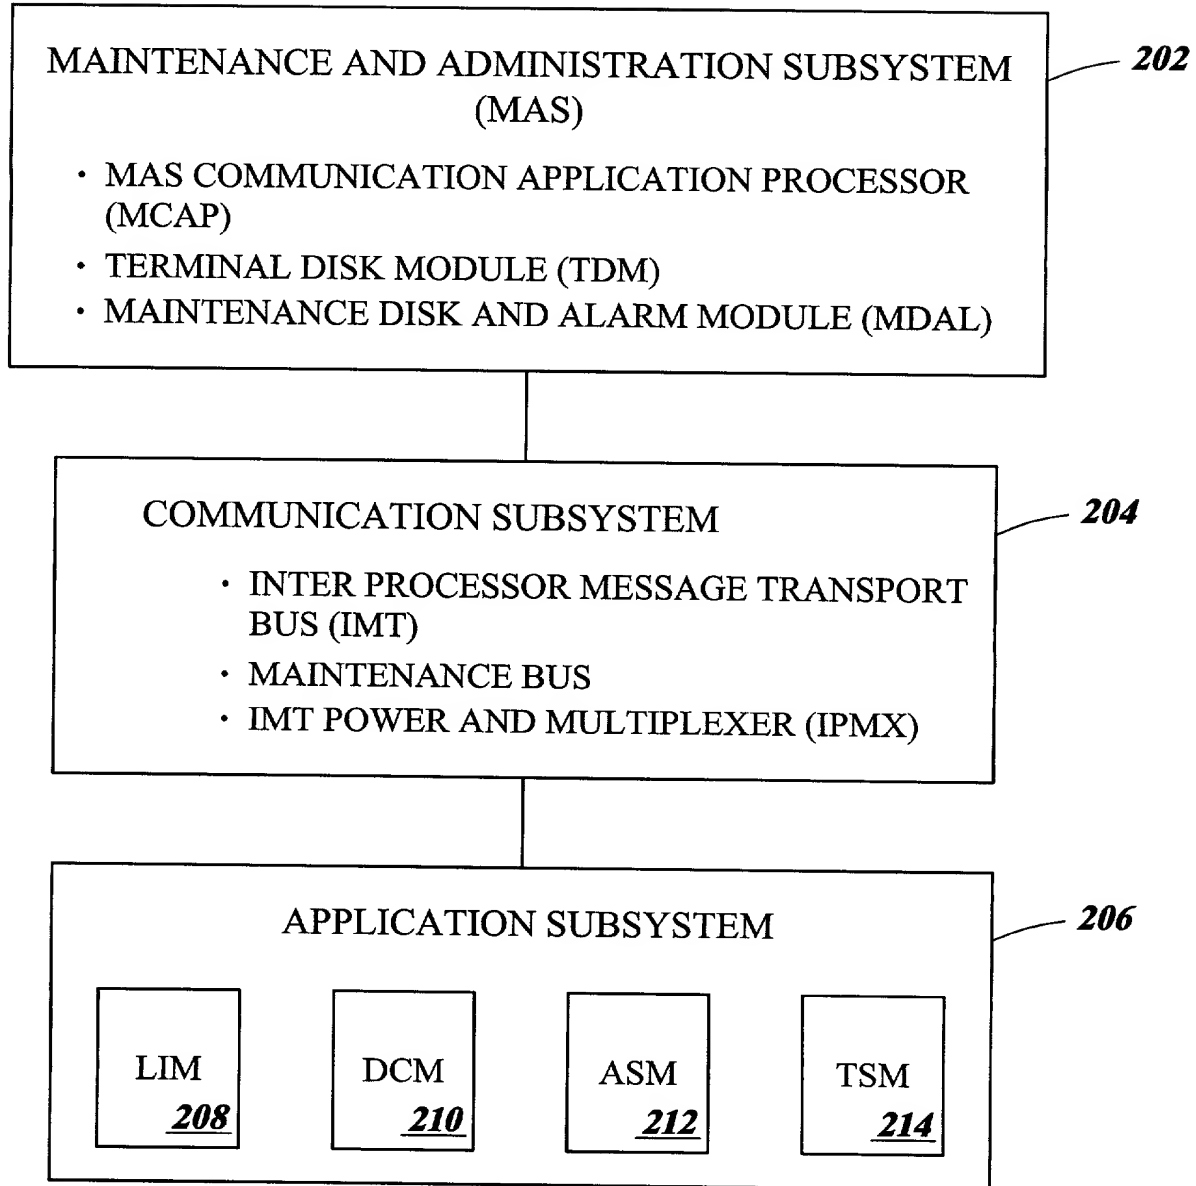 MAINTENANCE AND ADMINISTRATION SUBSYSTEM
(MAS)
202
· MAS COMMUNICATION APPLICATION PROCESSOR
(MCAP)
· TERMINAL DISK MODULE (TDM)
· MAINTENANCE DISK AND ALARM MODULE (MDAL)
COMMUNICATION SUBSYSTEM
204
· INTER PROCESSOR MESSAGE TRANSPORT
BUS (IMT)
· MAINTENANCE BUS
· IMT POWER AND MULTIPLEXER (IPMX)
APPLICATION SUBSYSTEM
206
LIM
208
DCM
210
ASM
212
TSM
214